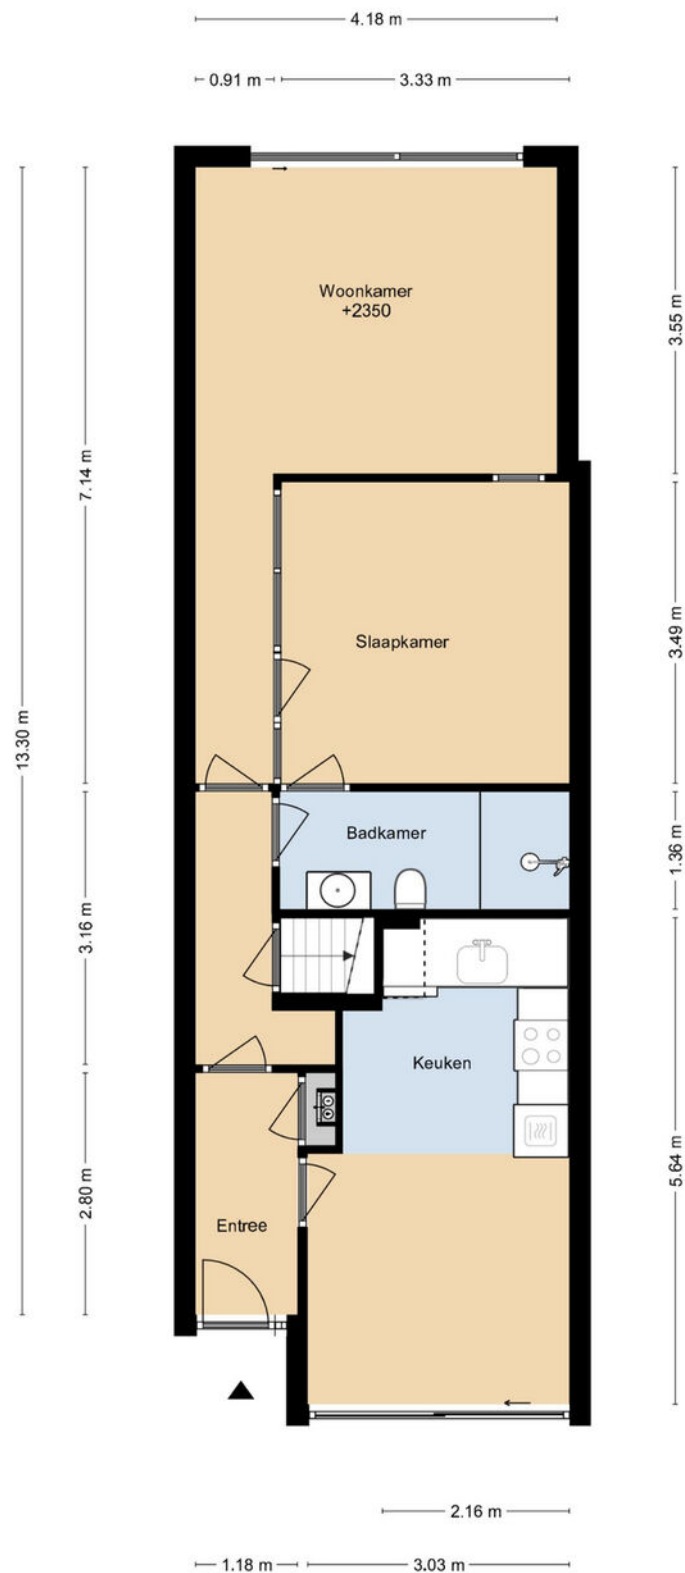 4.18 m
0.91 m
3.33 m
Woonkamer
+2350
3.55 m
7.14 m
Slaapkamer
3.49 m
13.30 m
Badkamer
1.36 m
3.16 m
Keuken
5.64 m
2.80 m
Entree
2.16 m
1.18 m
3.03 m